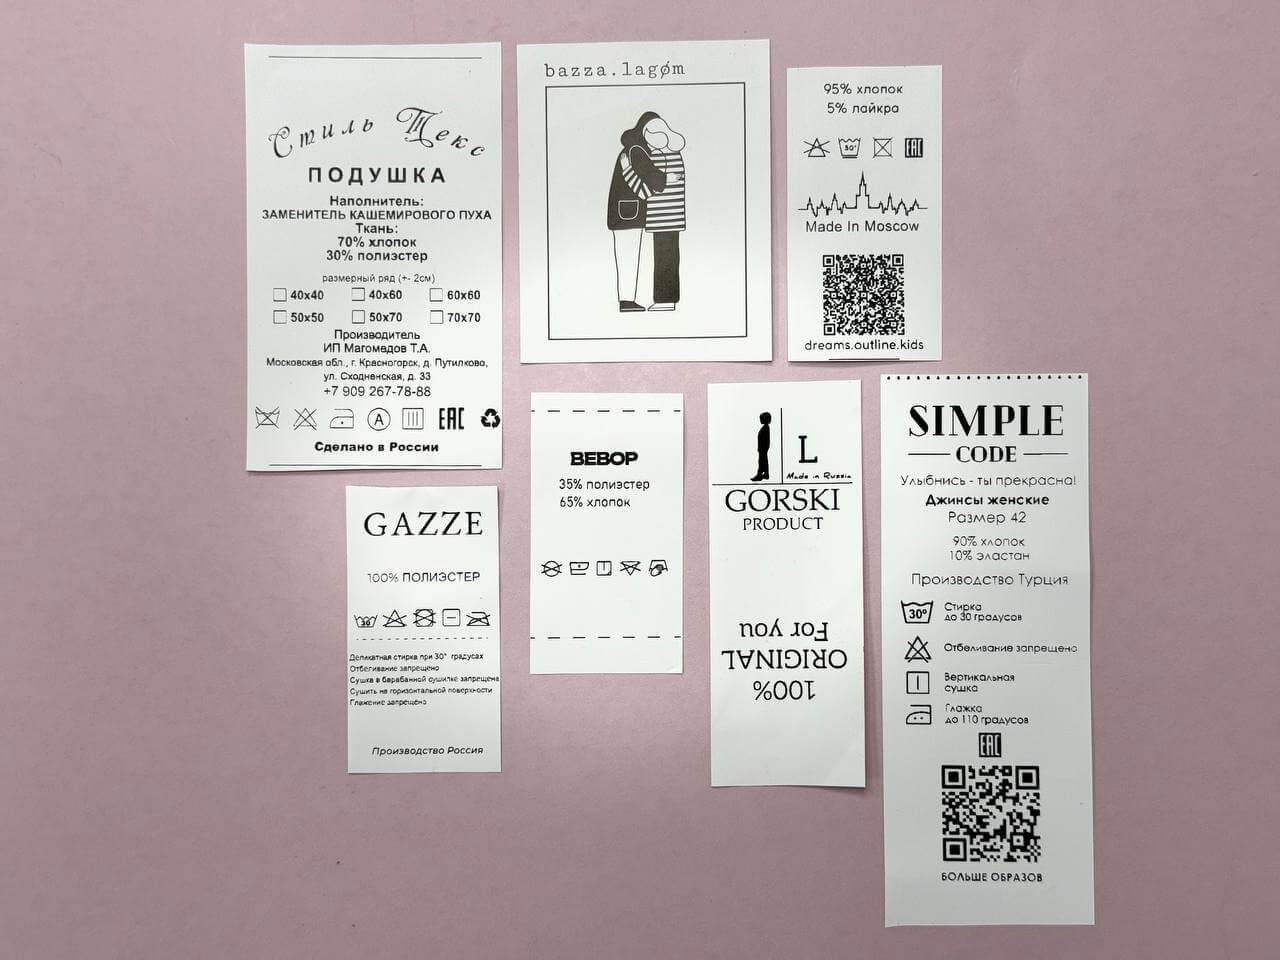 Стиль Текс
ПОДУШКА
Наполнитель:
ЗАМЕНИТЕЛЬ КАШЕМИРОВОГО ПУХА
Ткань:
70% хлопок
30% полиэстер
размерный ряд (+- 2см)
40х40 40х60 60х60
50х50 50х70 70х70
Производитель
ИП Магомедов Т.А.
Московская обл., г. Красногорск, д. Путилково,
ул. Сходненская, д. 33
+7 909 267-78-88
A EAC
Сделано в России
bazza.lagøm
95% хлопок
5% лайкра
30° EAC
Made In Moscow
dreams.outline.kids
GAZZE
100% ПОЛИЭСТЕР
30
Деликатная стирка при 30° градусах
Отбеливание запрещено
Сушка в барабанной сушилке запрещена
Сушить на горизонтальной поверхности
Глажение запрещено
Производство Россия
BEBOP
35% полиэстер
65% хлопок
L
Made in Russia
GORSKI
PRODUCT
100%
ORIGINAL
For you
SIMPLE
CODE
Улыбнись - ты прекрасна!
Джинсы женские
Размер 42
90% хлопок
10% эластан
Производство Турция
30° Стирка
до 30 градусов
Отбеливание запрещено
Вертикальная
сушка
Глажка
до 110 градусов
EAC
БОЛЬШЕ ОБРАЗОВ